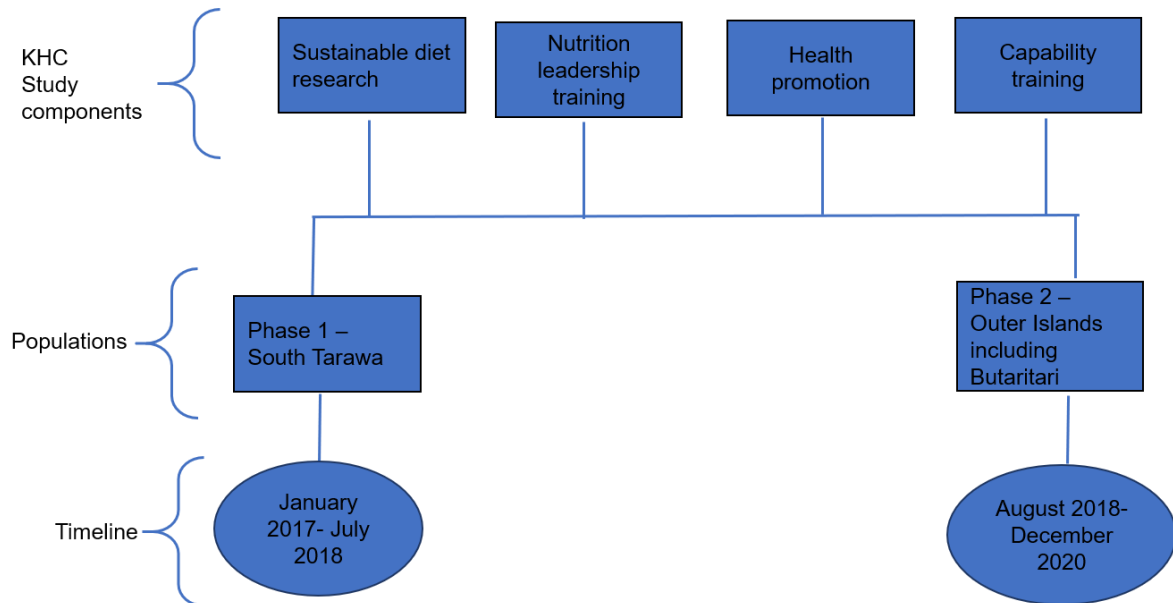 KHC
Study
components
Sustainable diet
research
Nutrition
leadership
training
Health
promotion
Capability
training
Populations
Phase 1 –
South Tarawa
Phase 2 –
Outer Islands
including
Butaritari
Timeline
January
2017- July
2018
August 2018-
December
2020